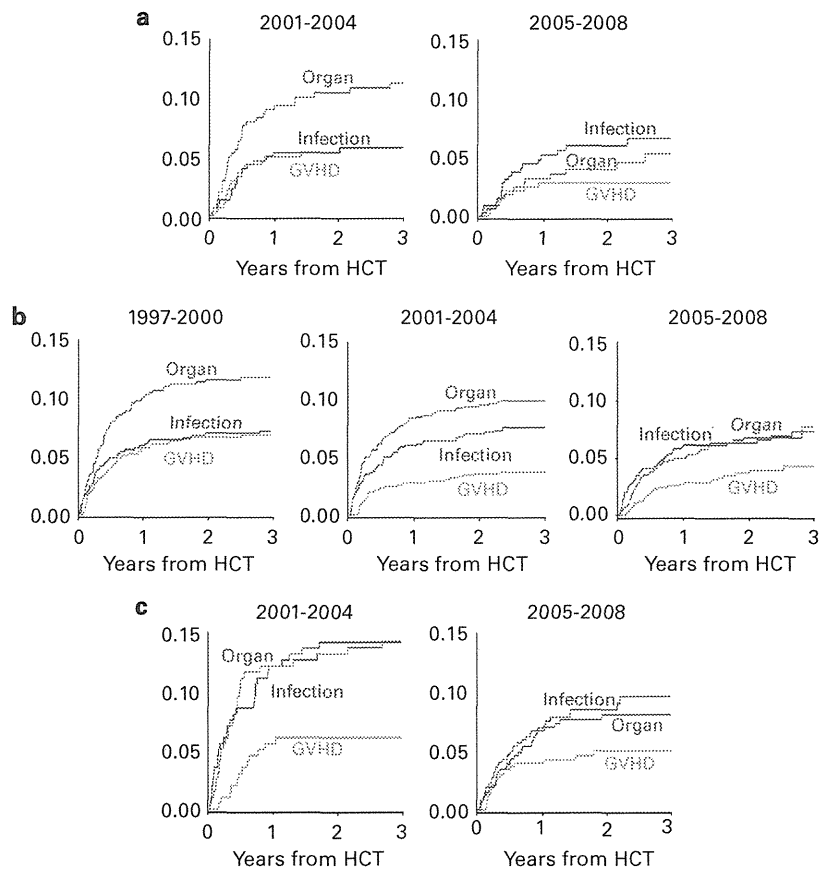 a
2001-2004
2005-2008
0.15
0.10
0.05
0.00
Organ
Infection
GVHD
0 1 2 3
Years from HCT
0.15
0.10
0.05
0.00
Infection
Organ
GVHD
0 1 2 3
Years from HCT
b
1997-2000
2001-2004
2005-2008
0.15
0.10
0.05
0.00
Organ
Infection
GVHD
0 1 2 3
Years from HCT
0.15
0.10
0.05
0.00
Organ
Infection
GVHD
0 1 2 3
Years from HCT
0.15
0.10
0.05
0.00
Infection
Organ
GVHD
0 1 2 3
Years from HCT
c
2001-2004
2005-2008
0.15
0.10
0.05
0.00
Organ
Infection
GVHD
0 1 2 3
Years from HCT
0.15
0.10
0.05
0.00
Infection
Organ
GVHD
0 1 2 3
Years from HCT